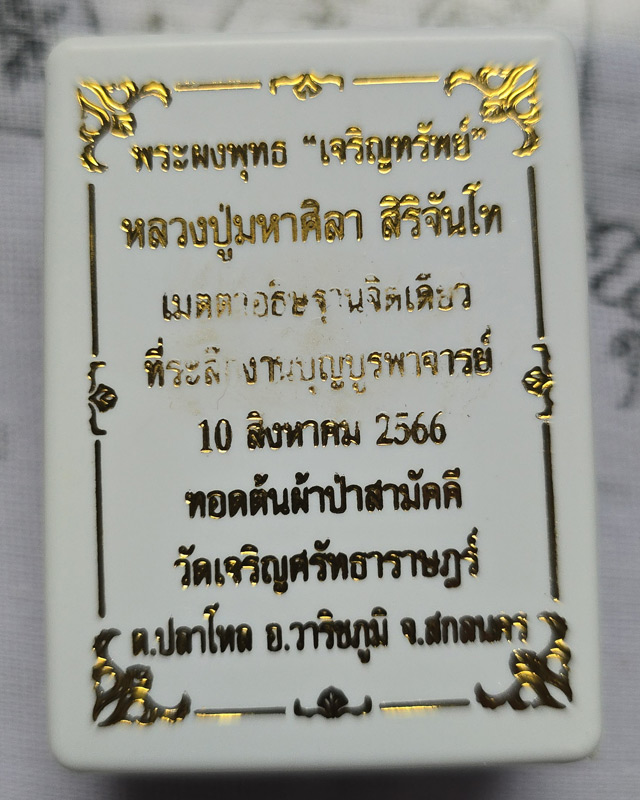 พระผงพุทธ "เจริญทรัพย์"
หลวงปู่มหาศิลา สิริจันโท
เมตตาอธิษฐานจิตเดียว
ที่ระลึกงานบุญบูรพาจารย์
10 สิงหาคม 2566
ทอดต้นผ้าป่าสามัคคี
วัดเจริญศรัทธาราษฎร์
ต.ปลาโหล อ.วาริชภูมิ จ.สกลนคร